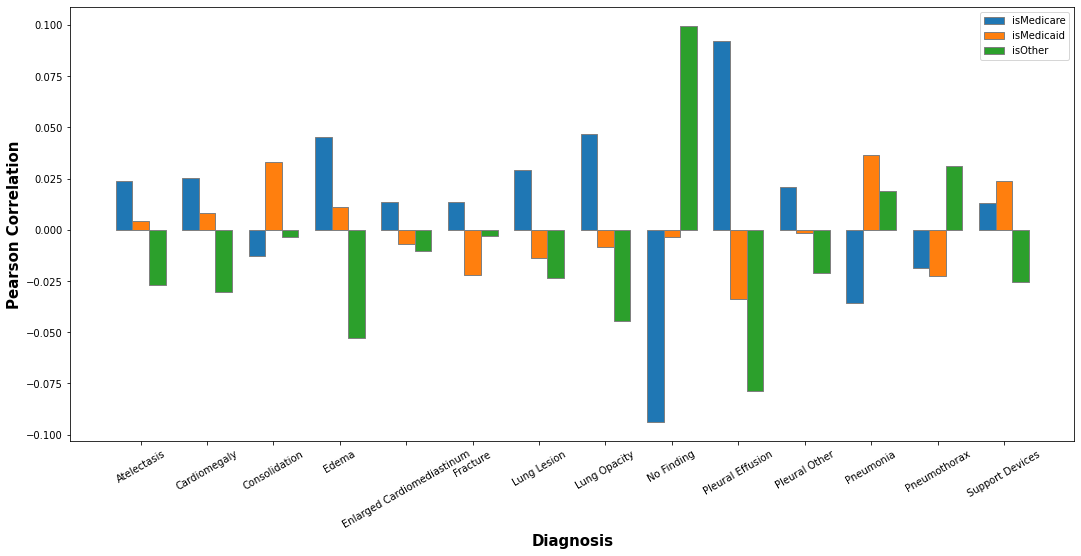 isMedicare
isMedicaid
isOther
0.100
0.075
0.050
0.025
0.000
−0.025
−0.050
−0.075
−0.100
Pearson Correlation
Atelectasis
Cardiomegaly
Consolidation
Edema
Enlarged Cardiomediastinum
Fracture
Lung Lesion
Lung Opacity
No Finding
Pleural Effusion
Pleural Other
Pneumonia
Pneumothorax
Support Devices
Diagnosis